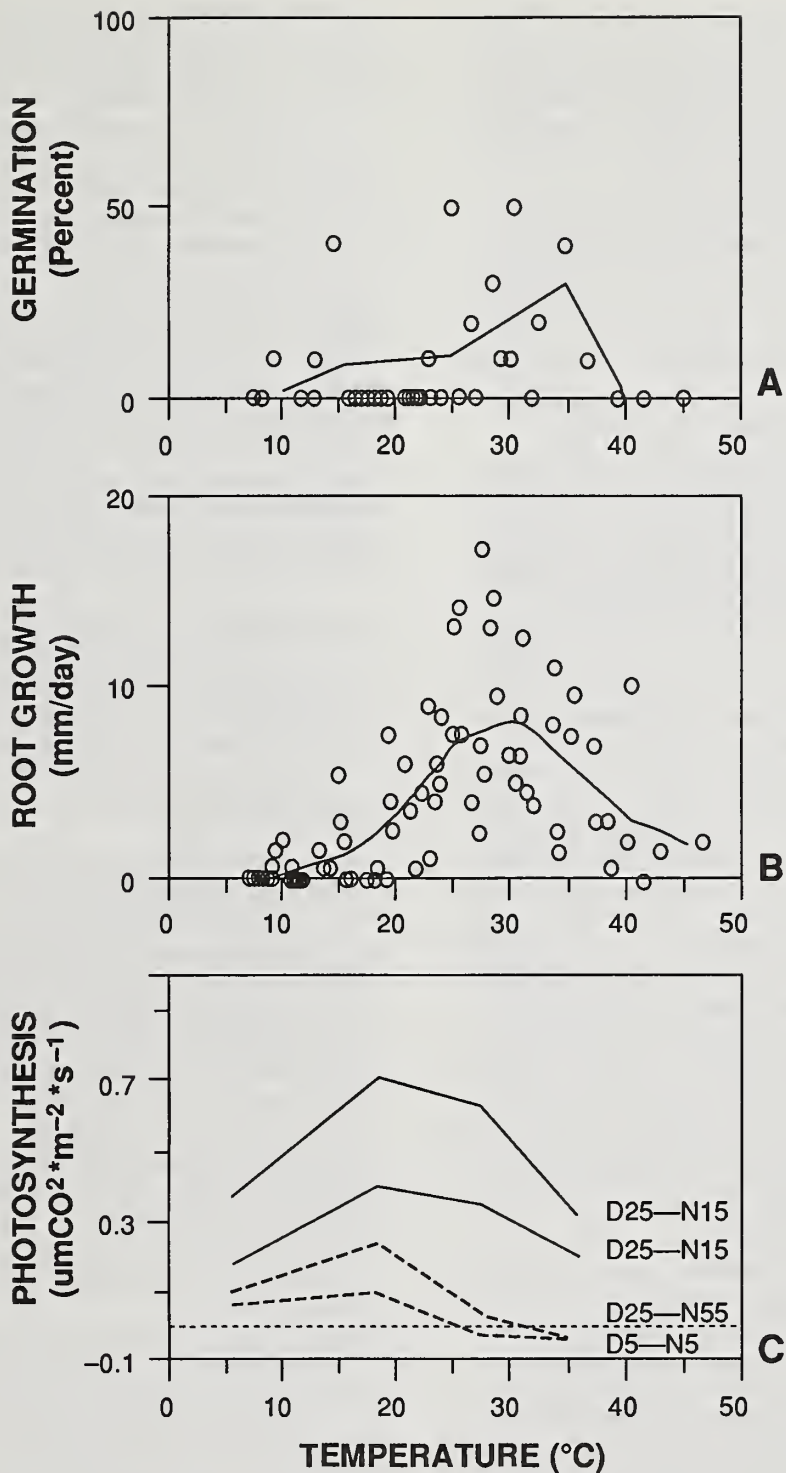 100
50
0
GERMINATION
(Percent)
A
0 10 20 30 40 50
20
10
0
ROOT GROWTH
(mm/day)
B
0 10 20 30 40 50
0.7
0.3
–0.1
PHOTOSYNTHESIS
(umCO²*m⁻²*s⁻¹)
D25—N15
D25—N15
D25—N55
D5—N5
C
0 10 20 30 40 50
TEMPERATURE (°C)